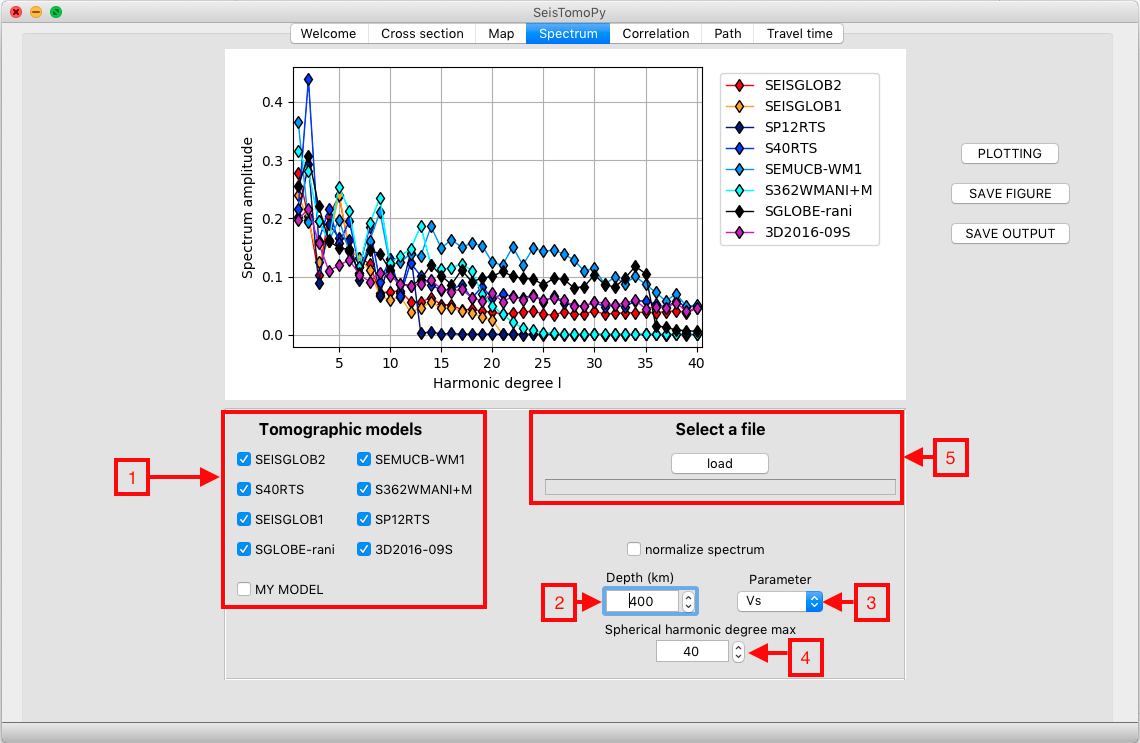 SeisTomoPy
Welcome Cross section Map Spectrum Correlation Path Travel time
Spectrum amplitude
0.4
0.3
0.2
0.1
0.0
5 10 15 20 25 30 35 40
Harmonic degree l
SEISGLOB2
SEISGLOB1
SP12RTS
S40RTS
SEMUCB-WM1
S362WMANI+M
SGLOBE-rani
3D2016-09S
PLOTTING
SAVE FIGURE
SAVE OUTPUT
1
Tomographic models
SEISGLOB2 SEMUCB-WM1
S40RTS S362WMANI+M
SEISGLOB1 SP12RTS
SGLOBE-rani 3D2016-09S
MY MODEL
Select a file
load
5
normalize spectrum
Depth (km) Parameter
2 400 Vs 3
Spherical harmonic degree max
40 4